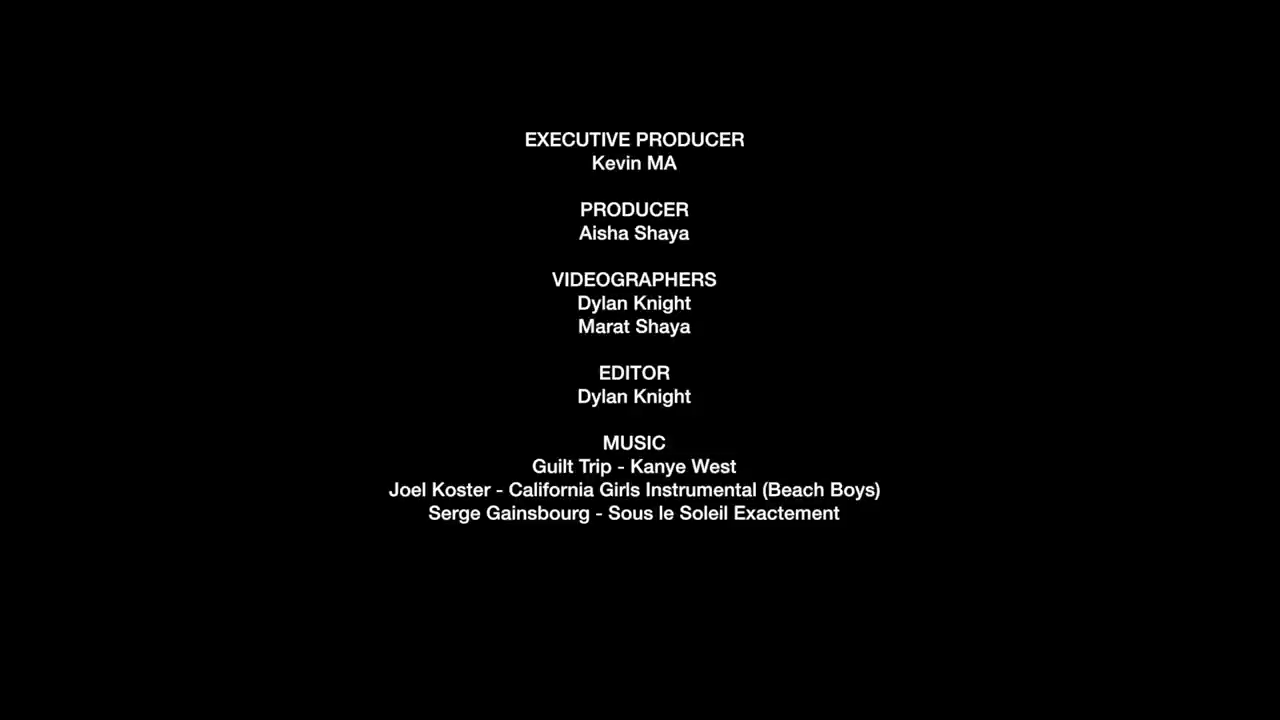 EXECUTIVE PRODUCER
Kevin MA
PRODUCER
Aisha Shaya
VIDEOGRAPHERS
Dylan Knight
Marat Shaya
EDITOR
Dylan Knight
MUSIC
Guilt Trip - Kanye West
Joel Koster - California Girls Instrumental (Beach Boys)
Serge Gainsbourg - Sous le Soleil Exactement